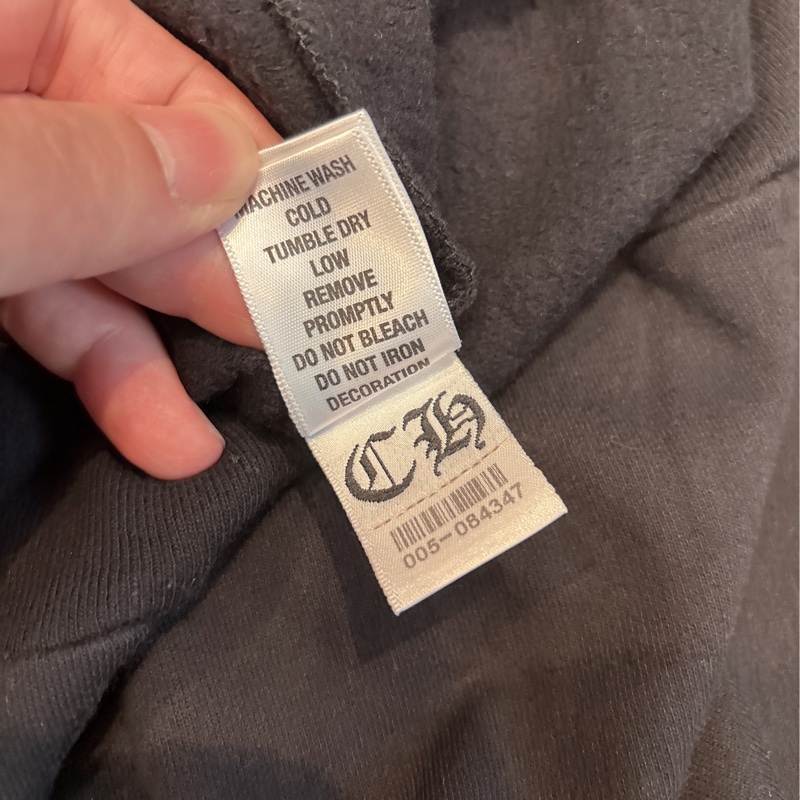 MACHINE WASH
COLD
TUMBLE DRY
LOW
REMOVE
PROMPTLY
DO NOT BLEACH
DO NOT IRON
DECORATION
CH
005-084347